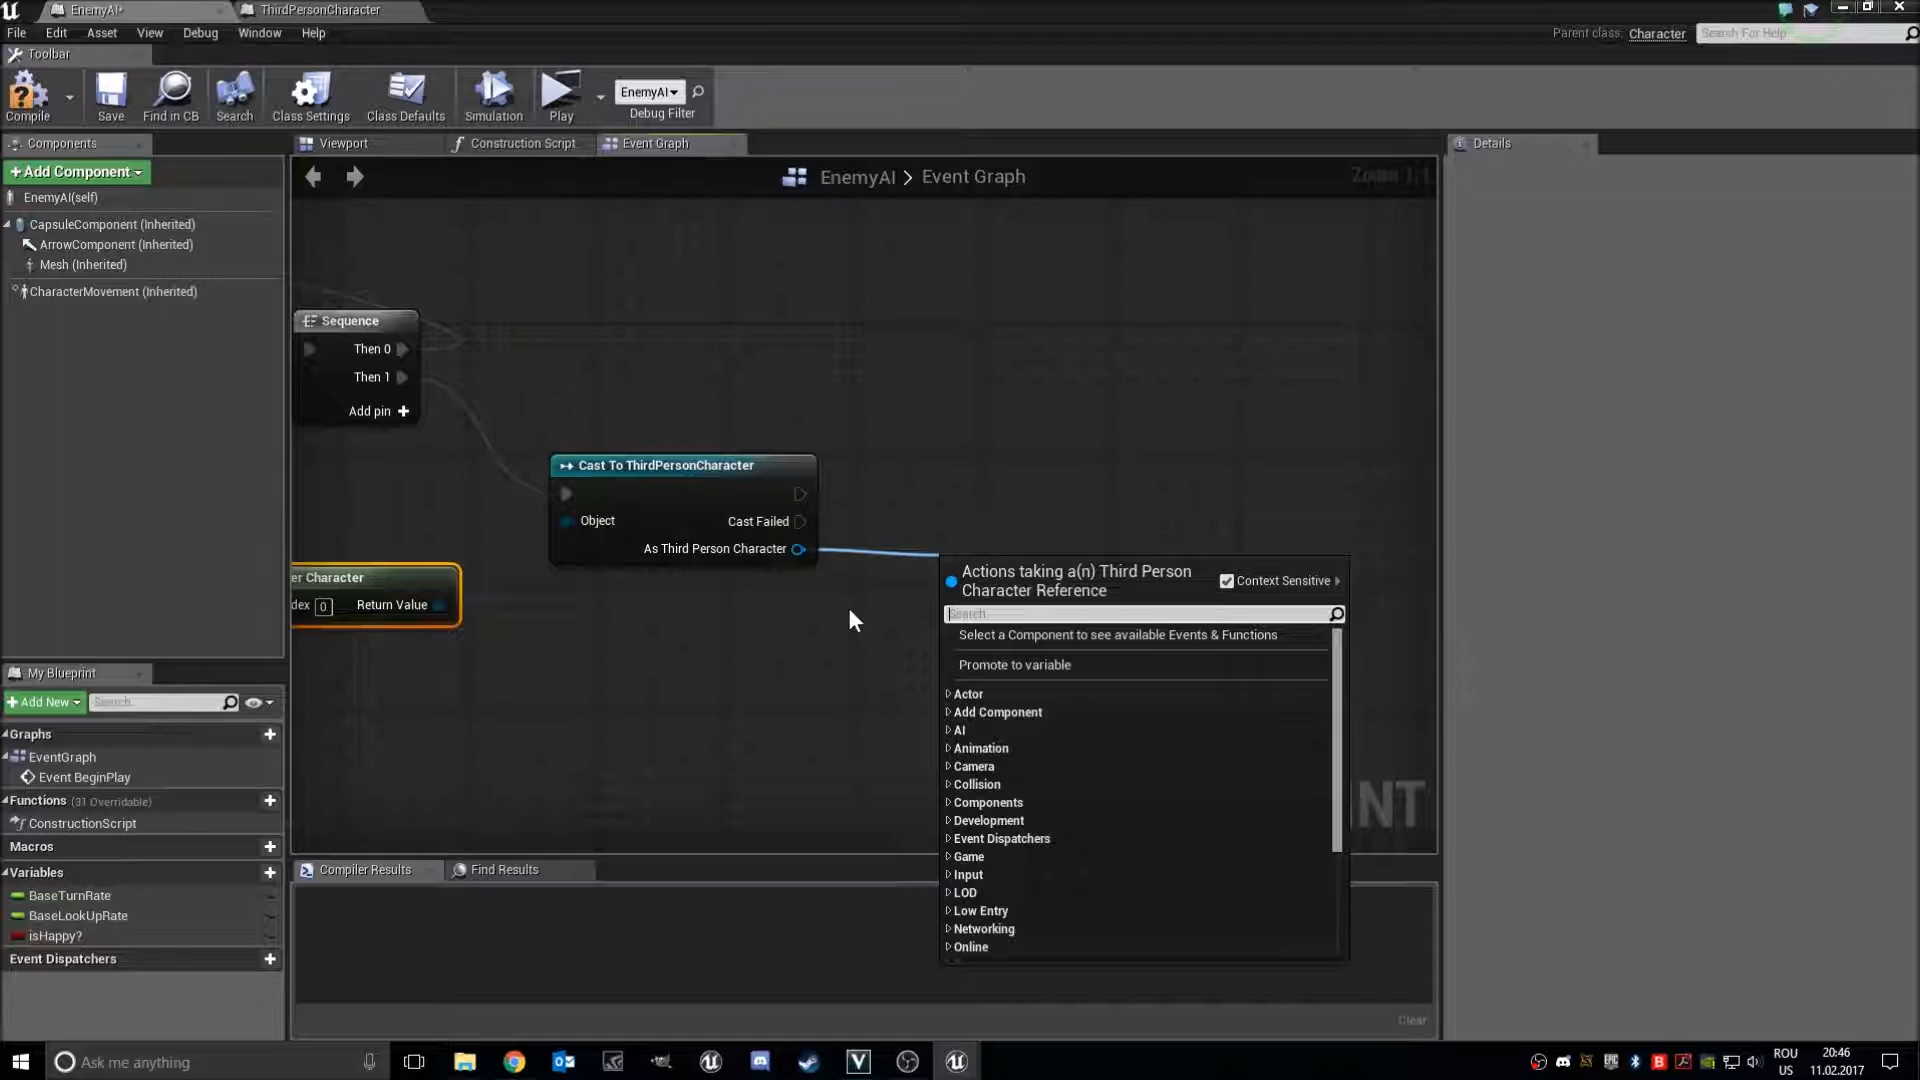 EnemyAI*
ThirdPersonCharacter
File Edit Asset View Debug Window Help
Parent class: Character
Search For Help
Toolbar
Compile
Save
Find in CB
Search
Class Settings
Class Defaults
Simulation
Play
EnemyAI
Debug Filter
Components
Viewport
Construction Script
Event Graph
Details
+Add Component
EnemyAI(self)
CapsuleComponent (Inherited)
ArrowComponent (Inherited)
Mesh (Inherited)
CharacterMovement (Inherited)
EnemyAI > Event Graph
Zoom 1:1
Sequence
Then 0
Then 1
Add pin +
Cast To ThirdPersonCharacter
Object
Cast Failed
As Third Person Character
er Character
dex 0 Return Value
Actions taking a(n) Third Person
Character Reference
Context Sensitive
Search
Select a Component to see available Events & Functions
Promote to variable
Actor
Add Component
AI
Animation
Camera
Collision
Components
Development
Event Dispatchers
Game
Input
LOD
Low Entry
Networking
Online
NT
My Blueprint
+Add New
Search
Graphs
EventGraph
Event BeginPlay
Functions (31 Overridable)
ConstructionScript
Macros
Variables
BaseTurnRate
BaseLookUpRate
isHappy?
Event Dispatchers
Compiler Results
Find Results
Clear
Ask me anything
ROU
US
20:46
11.02.2017